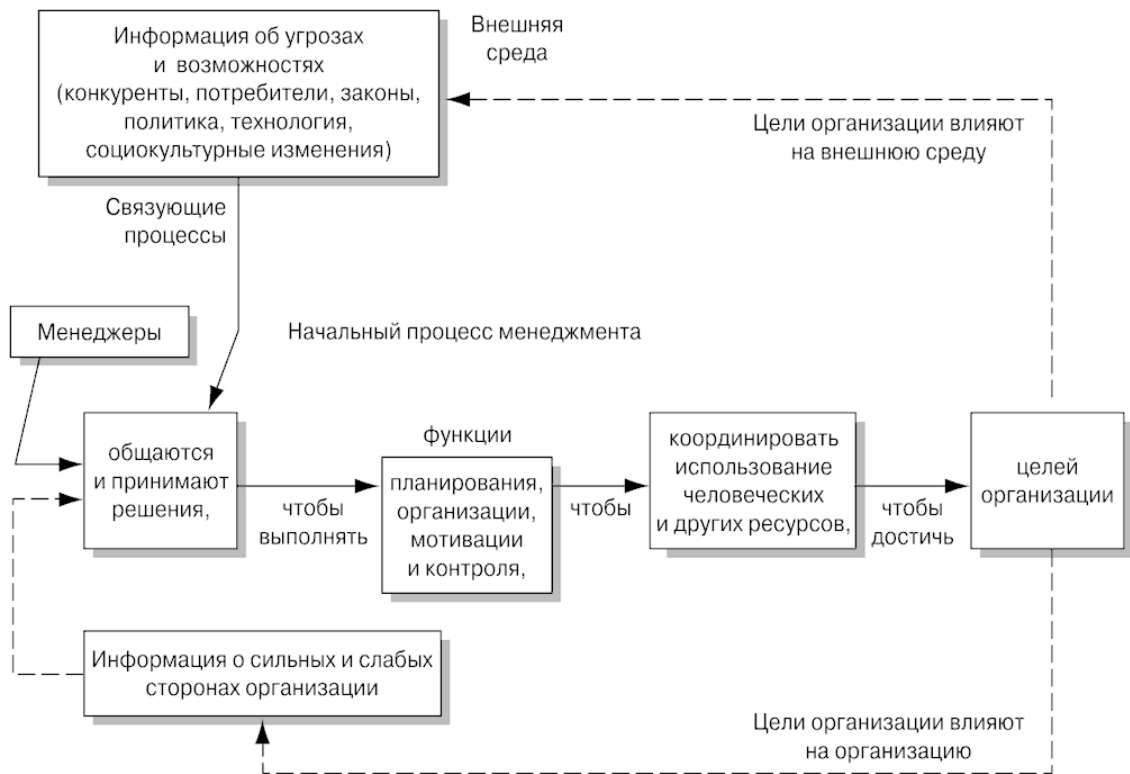 Информация об угрозах
и возможностях
(конкуренты, потребители, законы,
политика, технология,
социокультурные изменения)
Внешняя
среда
Цели организации влияют
на внешнюю среду
Связующие
процессы
Менеджеры
Начальный процесс менеджмента
общаются
и принимают
решения,
чтобы
выполнять
функции
планирования,
организации,
мотивации
и контроля,
чтобы
координировать
использование
человеческих
и других ресурсов,
чтобы
достичь
целей
организации
Информация о сильных и слабых
сторонах организации
Цели организации влияют
на организацию